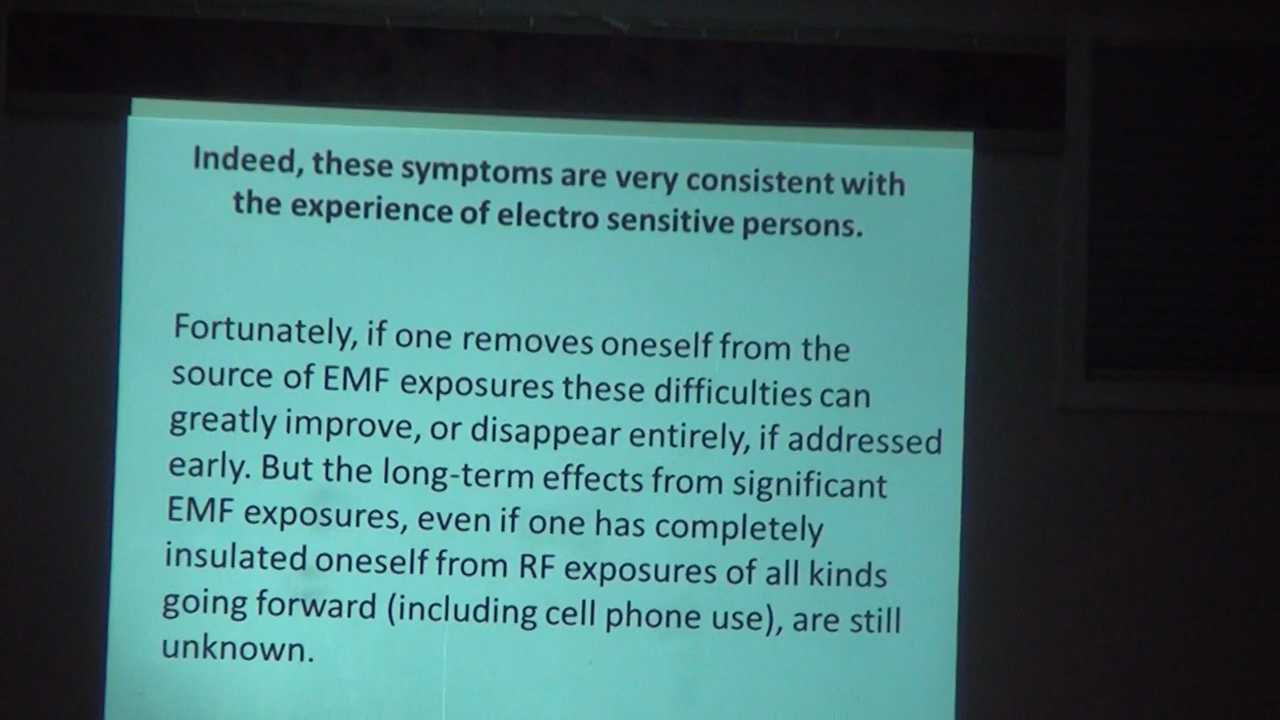 Indeed, these symptoms are very consistent with
the experience of electro sensitive persons.
Fortunately, if one removes oneself from the
source of EMF exposures these difficulties can
greatly improve, or disappear entirely, if addressed
early. But the long-term effects from significant
EMF exposures, even if one has completely
insulated oneself from RF exposures of all kinds
going forward (including cell phone use), are still
unknown.